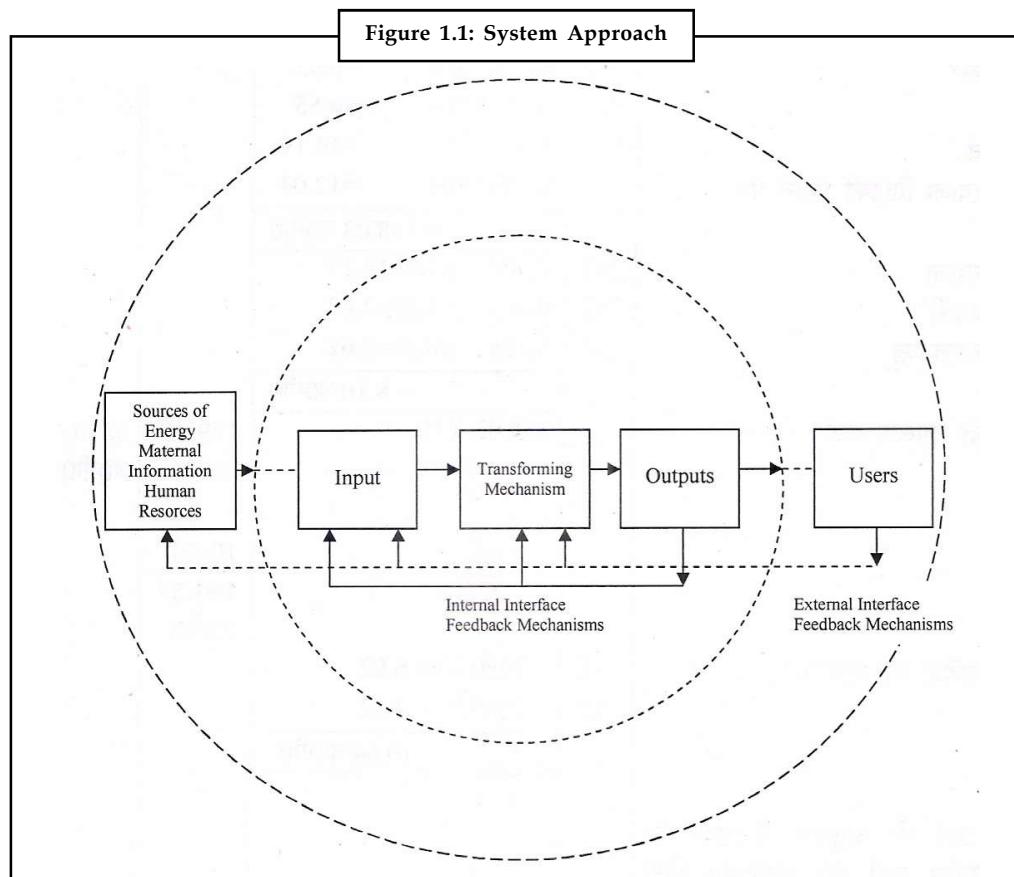 Figure 1.1: System Approach
Sources of
Energy
Maternal
Information
Human
Resorces
Input
Transforming
Mechanism
Outputs
Users
Internal Interface
Feedback Mechanisms
External Interface
Feedback Mechanisms